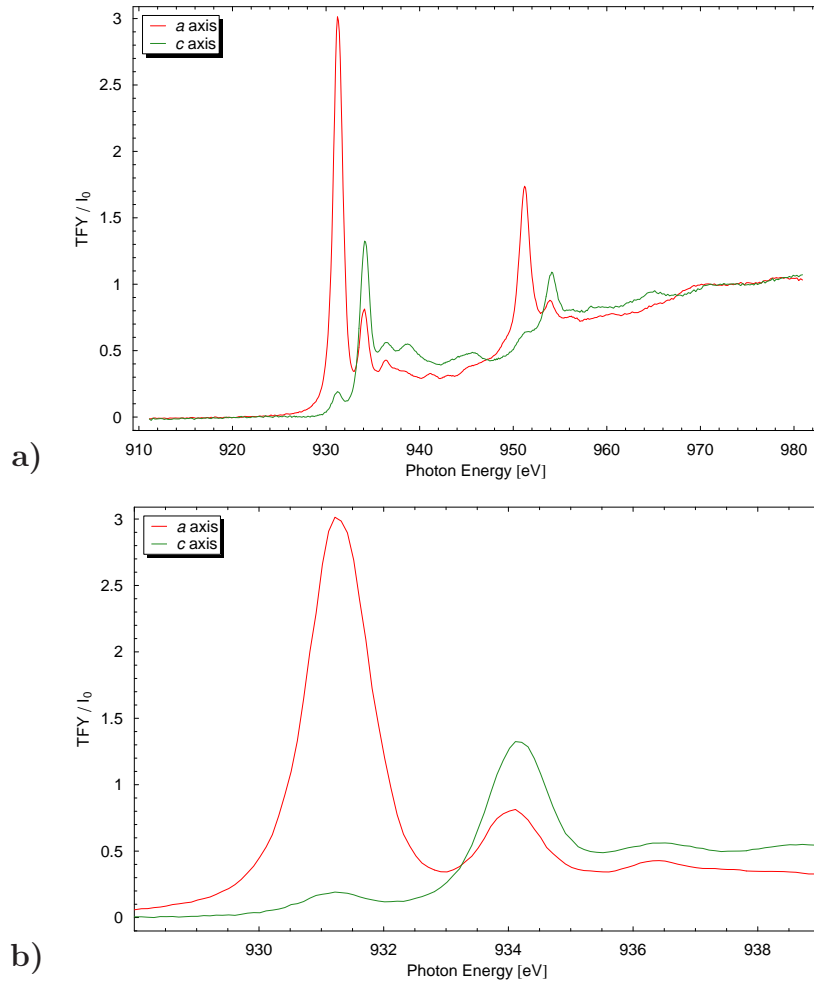 a axis
c axis
3
2.5
2
1.5
1
0.5
0
TFY / I0
910 920 930 940 950 960 970 980
Photon Energy [eV]
a)
a axis
c axis
3
2.5
2
1.5
1
0.5
0
TFY / I0
930 932 934 936 938
Photon Energy [eV]
b)